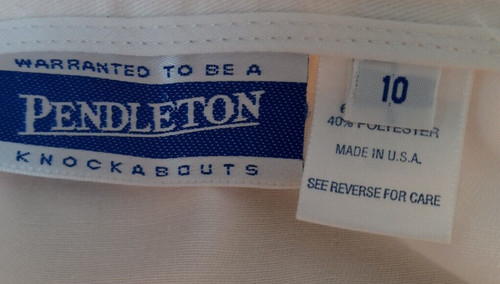 WARRANTED TO BE A
PENDLETON
KNOCKABOUTS
10
40% POLYESTER
MADE IN U.S.A.
SEE REVERSE FOR CARE